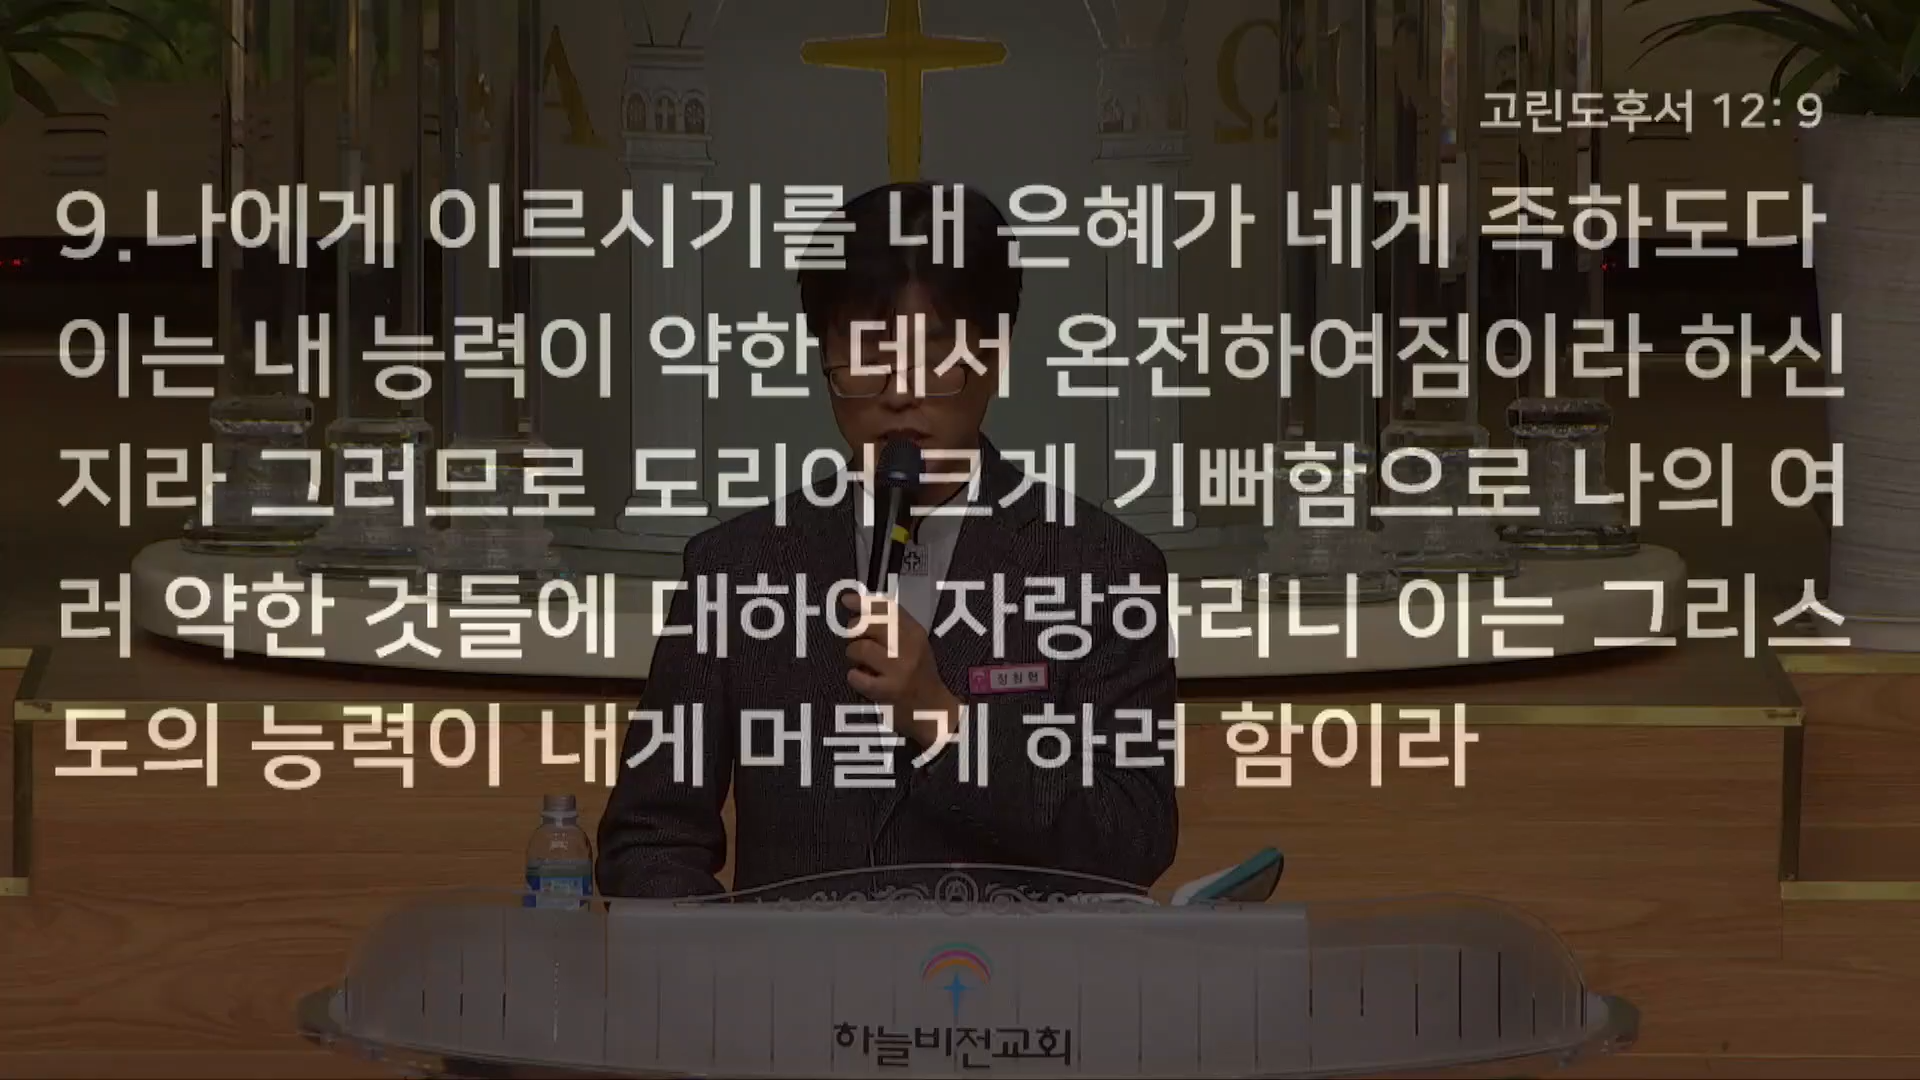 고린도후서 12: 9
9. 나에게 이르시기를 내 은혜가 네게 족하도다
이는 내 능력이 약한 데서 온전하여짐이라 하신
지라 그러므로 도리어 크게 기뻐함으로 나의 여
러 약한 것들에 대하여 자랑하리니 이는 그리스
도의 능력이 내게 머물게 하려 함이라
하늘비전교회